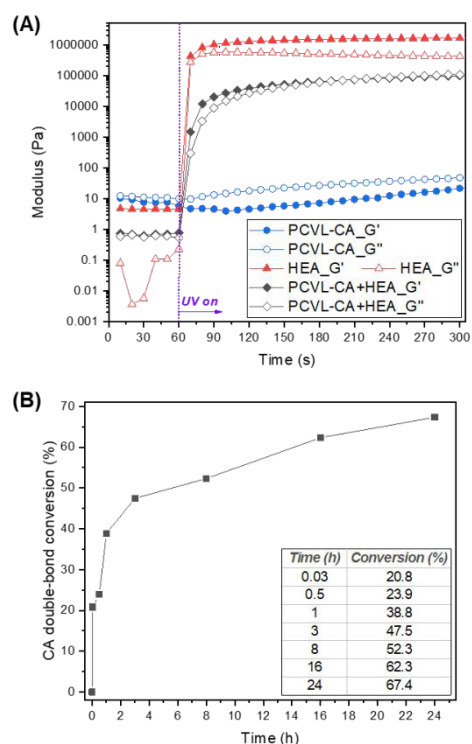 (A)
Modulus (Pa)
1000000
100000
10000
1000
100
10
1
0.1
0.01
0.001
UV on
PCVL-CA_G'
PCVL-CA_G"
HEA_G' HEA_G"
PCVL-CA+HEA_G'
PCVL-CA+HEA_G"
0 30 60 90 120 150 180 210 240 270 300
Time (s)
(B)
CA double-bond conversion (%)
70
60
50
40
30
20
10
0
Time (h) Conversion (%)
0.03 20.8
0.5 23.9
1 38.8
3 47.5
8 52.3
16 62.3
24 67.4
0 2 4 6 8 10 12 14 16 18 20 22 24
Time (h)